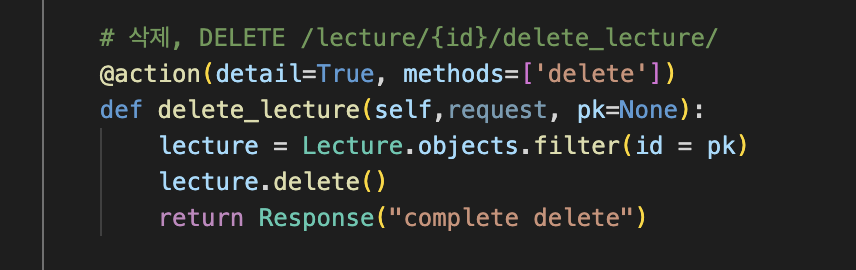 # 삭제, DELETE /lecture/{id}/delete_lecture/
@action(detail=True, methods=['delete'])
def delete_lecture(self,request, pk=None):
    lecture = Lecture.objects.filter(id = pk)
    lecture.delete()
    return Response("complete delete")